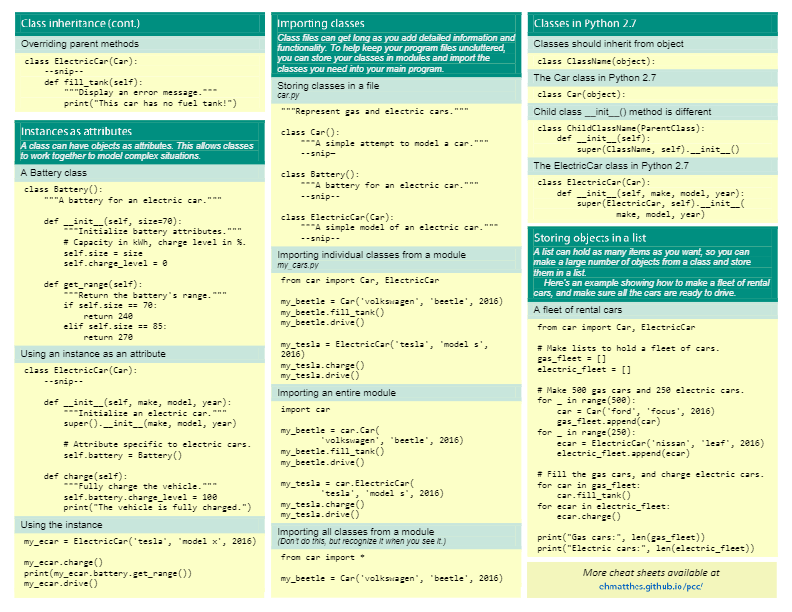 Class inheritance (cont.)
Overriding parent methods
class ElectricCar(Car):
--snip--
def fill_tank(self):
"""Display an error message."""
print("This car has no fuel tank!")
Instances as attributes
A class can have objects as attributes. This allows classes
to work together to model complex situations.
A Battery class
class Battery():
"""A battery for an electric car."""
def __init__(self, size=70):
"""Initialize battery attributes."""
# Capacity in kWh, charge level in %.
self.size = size
self.charge_level = 0
def get_range(self):
"""Return the battery's range."""
if self.size == 70:
return 240
elif self.size == 85:
return 270
Using an instance as an attribute
class ElectricCar(Car):
--snip--
def __init__(self, make, model, year):
"""Initialize an electric car."""
super().__init__(make, model, year)
# Attribute specific to electric cars.
self.battery = Battery()
def charge(self):
"""Fully charge the vehicle."""
self.battery.charge_level = 100
print("The vehicle is fully charged.")
Using the instance
my_ecar = ElectricCar('tesla', 'model x', 2016)
my_ecar.charge()
print(my_ecar.battery.get_range())
my_ecar.drive()
Importing classes
Class files can get long as you add detailed information and
functionality. To help keep your program files uncluttered,
you can store your classes in modules and import the
classes you need into your main program.
Storing classes in a file
car.py
"""Represent gas and electric cars."""
class Car():
"""A simple attempt to model a car."""
--snip—
class Battery():
"""A battery for an electric car."""
--snip--
class ElectricCar(Car):
"""A simple model of an electric car."""
--snip--
Importing individual classes from a module
my_cars.py
from car import Car, ElectricCar
my_beetle = Car('volkswagen', 'beetle', 2016)
my_beetle.fill_tank()
my_beetle.drive()
my_tesla = ElectricCar('tesla', 'model s',
2016)
my_tesla.charge()
my_tesla.drive()
Importing an entire module
import car
my_beetle = car.Car(
'volkswagen', 'beetle', 2016)
my_beetle.fill_tank()
my_beetle.drive()
my_tesla = car.ElectricCar(
'tesla', 'model s', 2016)
my_tesla.charge()
my_tesla.drive()
Importing all classes from a module
(Don't do this, but recognize it when you see it.)
from car import *
my_beetle = Car('volkswagen', 'beetle', 2016)
Classes in Python 2.7
Classes should inherit from object
class ClassName(object):
The Car class in Python 2.7
class Car(object):
Child class __init__() method is different
class ChildClassName(ParentClass):
def __init__(self):
super(ClassName, self).__init__()
The ElectricCar class in Python 2.7
class ElectricCar(Car):
def __init__(self, make, model, year):
super(ElectricCar, self).__init__(
make, model, year)
Storing objects in a list
A list can hold as many items as you want, so you can
make a large number of objects from a class and store
them in a list.
Here's an example showing how to make a fleet of rental
cars, and make sure all the cars are ready to drive.
A fleet of rental cars
from car import Car, ElectricCar
# Make lists to hold a fleet of cars.
gas_fleet = []
electric_fleet = []
# Make 500 gas cars and 250 electric cars.
for _ in range(500):
car = Car('ford', 'focus', 2016)
gas_fleet.append(car)
for _ in range(250):
ecar = ElectricCar('nissan', 'leaf', 2016)
electric_fleet.append(ecar)
# Fill the gas cars, and charge electric cars.
for car in gas_fleet:
car.fill_tank()
for ecar in electric_fleet:
ecar.charge()
print("Gas cars:", len(gas_fleet))
print("Electric cars:", len(electric_fleet))
More cheat sheets available at
ehmatthes.github.io/pcc/